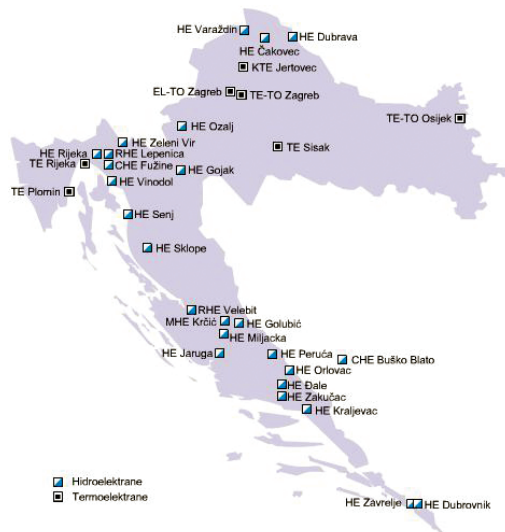 HE Varaždin
HE Dubrava
HE Čakovec
KTE Jertovec
EL-TO Zagreb
TE-TO Zagreb
TE-TO Osijek
HE Ozalj
HE Zeleni Vir
TE Sisak
HE Rijeka
RHE Lepenica
TE Rijeka
CHE Fužine
HE Gojak
HE Vinodol
TE Plomin
HE Senj
HE Sklope
RHE Velebit
MHE Krčić
HE Golubić
HE Miljacka
HE Jaruga
HE Peruća
CHE Buško Blato
HE Orlovac
HE Đale
HE Zakučac
HE Kraljevac
Hidroelektrane
Termoelektrane
HE Zavrelje
HE Dubrovnik